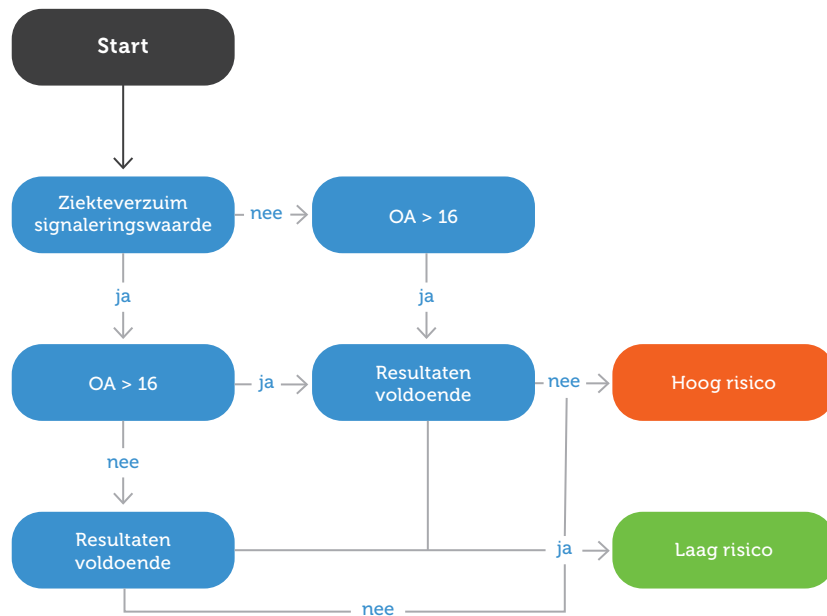 Start
Ziekteverzuim
signaleringswaarde
nee
OA > 16
ja
ja
OA > 16
ja
Resultaten
voldoende
nee
Hoog risico
nee
Resultaten
voldoende
ja
Laag risico
nee